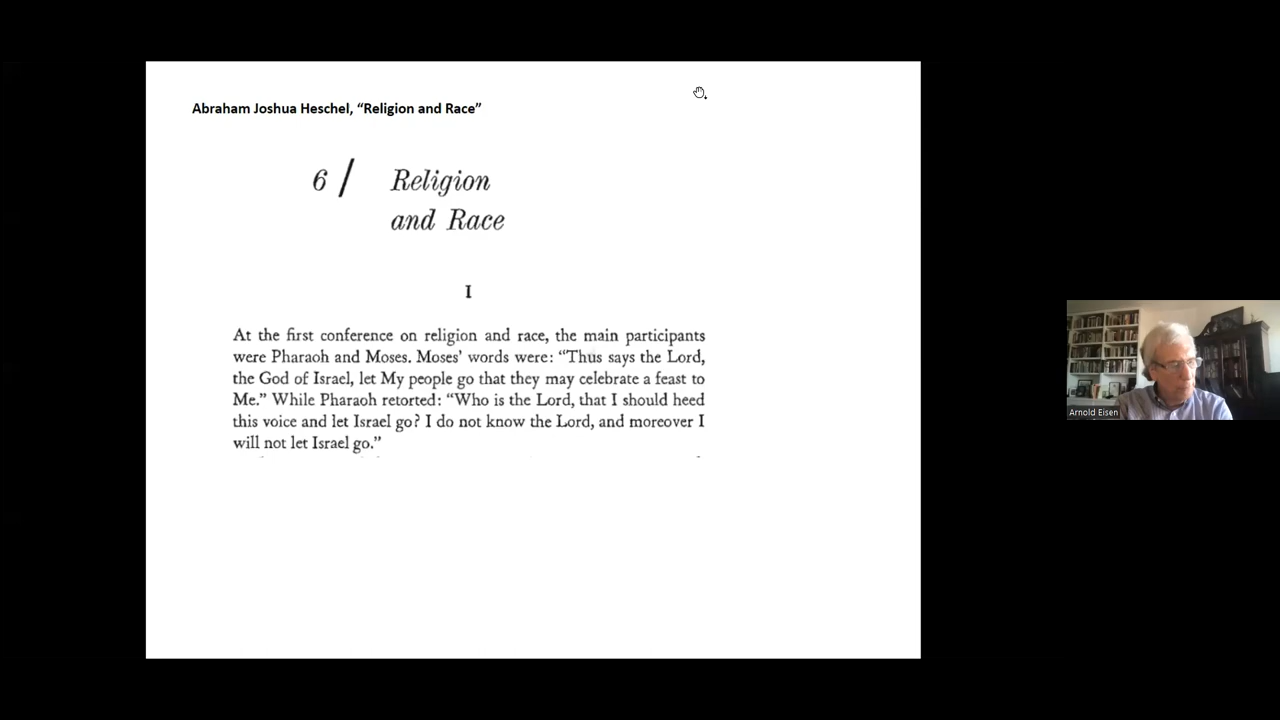 Abraham Joshua Heschel, “Religion and Race”
6 / Religion
and Race
I
At the first conference on religion and race, the main participants
were Pharaoh and Moses. Moses’ words were: “Thus says the Lord,
the God of Israel, let My people go that they may celebrate a feast to
Me.” While Pharaoh retorted: “Who is the Lord, that I should heed
this voice and let Israel go? I do not know the Lord, and moreover I
will not let Israel go.”
Arnold Eisen